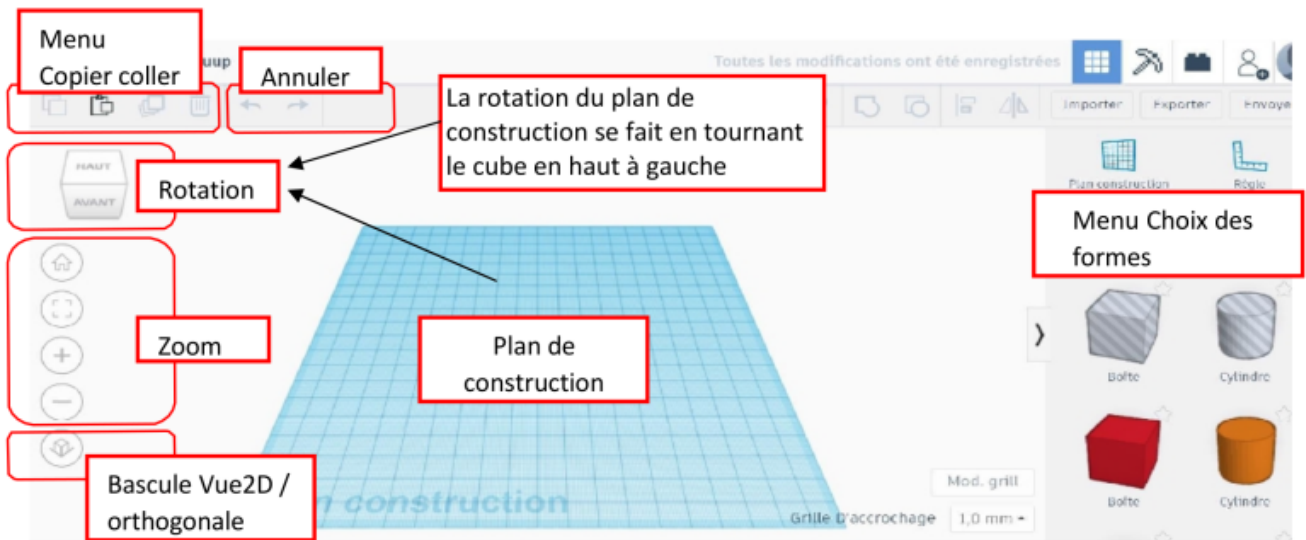 Menu
Copier coller
uup
Annuler
Toutes les modifications ont été enregistrées
La rotation du plan de
construction se fait en tournant
le cube en haut à gauche
Importer
Exporter
Envoye
HAUT
AVANT
Rotation
Plan construction
Règle
Menu Choix des
formes
Zoom
Plan de
construction
Boîte
Cylindre
Boîte
Cylindre
Bascule Vue2D /
orthogonale
n construction
Mod. grill
Grille D'accrochage
1,0 mm